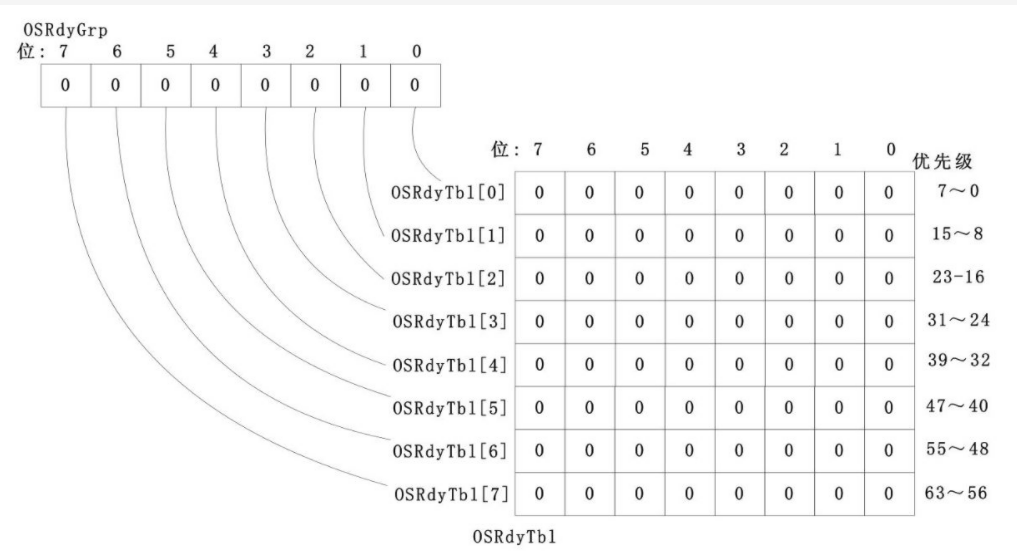 OSRdyGrp
位: 7 6 5 4 3 2 1 0
0 0 0 0 0 0 0 0
位: 7 6 5 4 3 2 1 0 优先级
OSRdyTbl[0] 0 0 0 0 0 0 0 0 7～0
OSRdyTbl[1] 0 0 0 0 0 0 0 0 15～8
OSRdyTbl[2] 0 0 0 0 0 0 0 0 23-16
OSRdyTbl[3] 0 0 0 0 0 0 0 0 31～24
OSRdyTbl[4] 0 0 0 0 0 0 0 0 39～32
OSRdyTbl[5] 0 0 0 0 0 0 0 0 47～40
OSRdyTbl[6] 0 0 0 0 0 0 0 0 55～48
OSRdyTbl[7] 0 0 0 0 0 0 0 0 63～56
OSRdyTbl